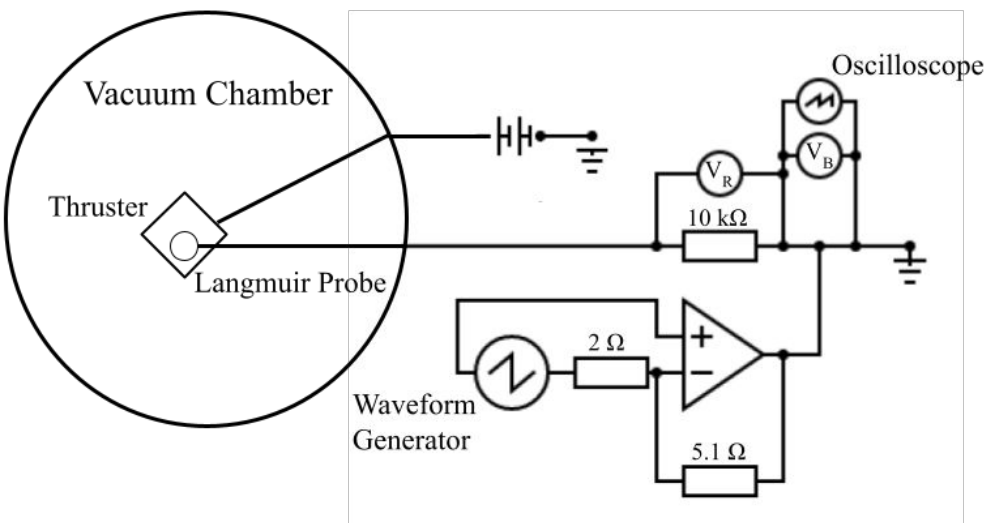 Oscilloscope
Vacuum Chamber
V_B
V_R
Thruster
10 kΩ
Langmuir Probe
+
2 Ω
−
Waveform
Generator
5.1 Ω